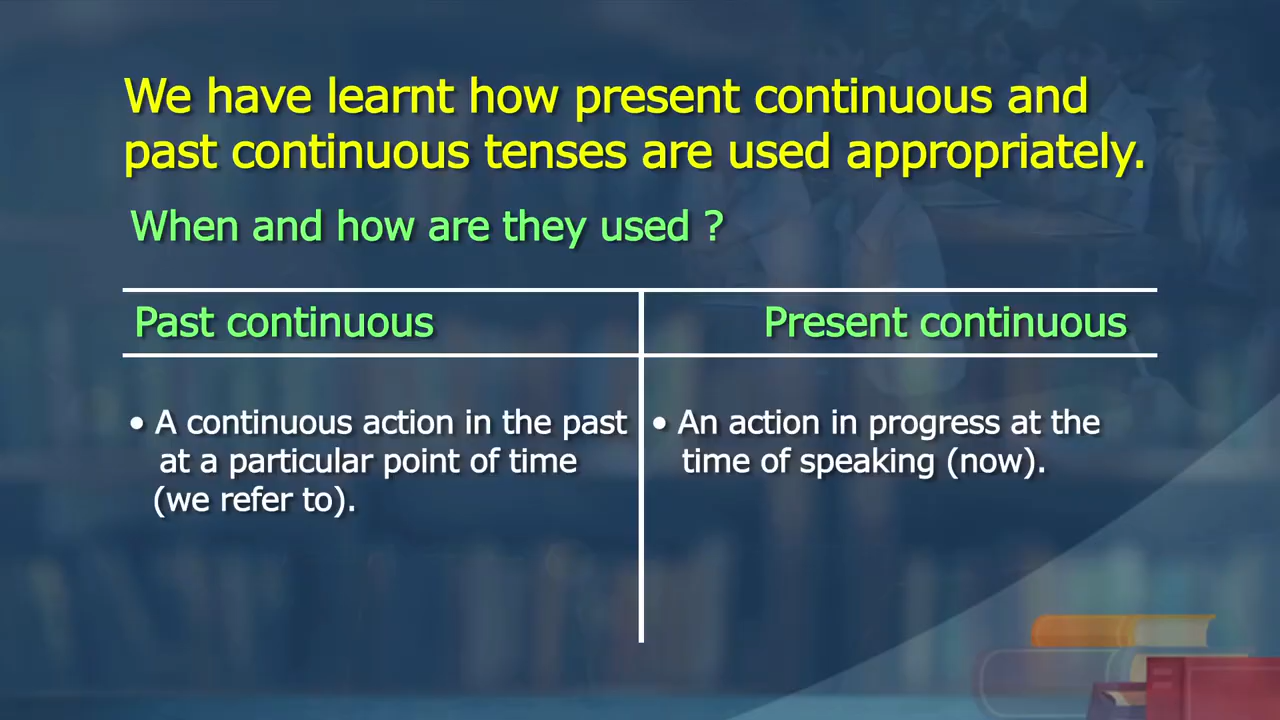 We have learnt how present continuous and
past continuous tenses are used appropriately.
When and how are they used ?
Past continuous
Present continuous
• A continuous action in the past
at a particular point of time
(we refer to).
• An action in progress at the
time of speaking (now).